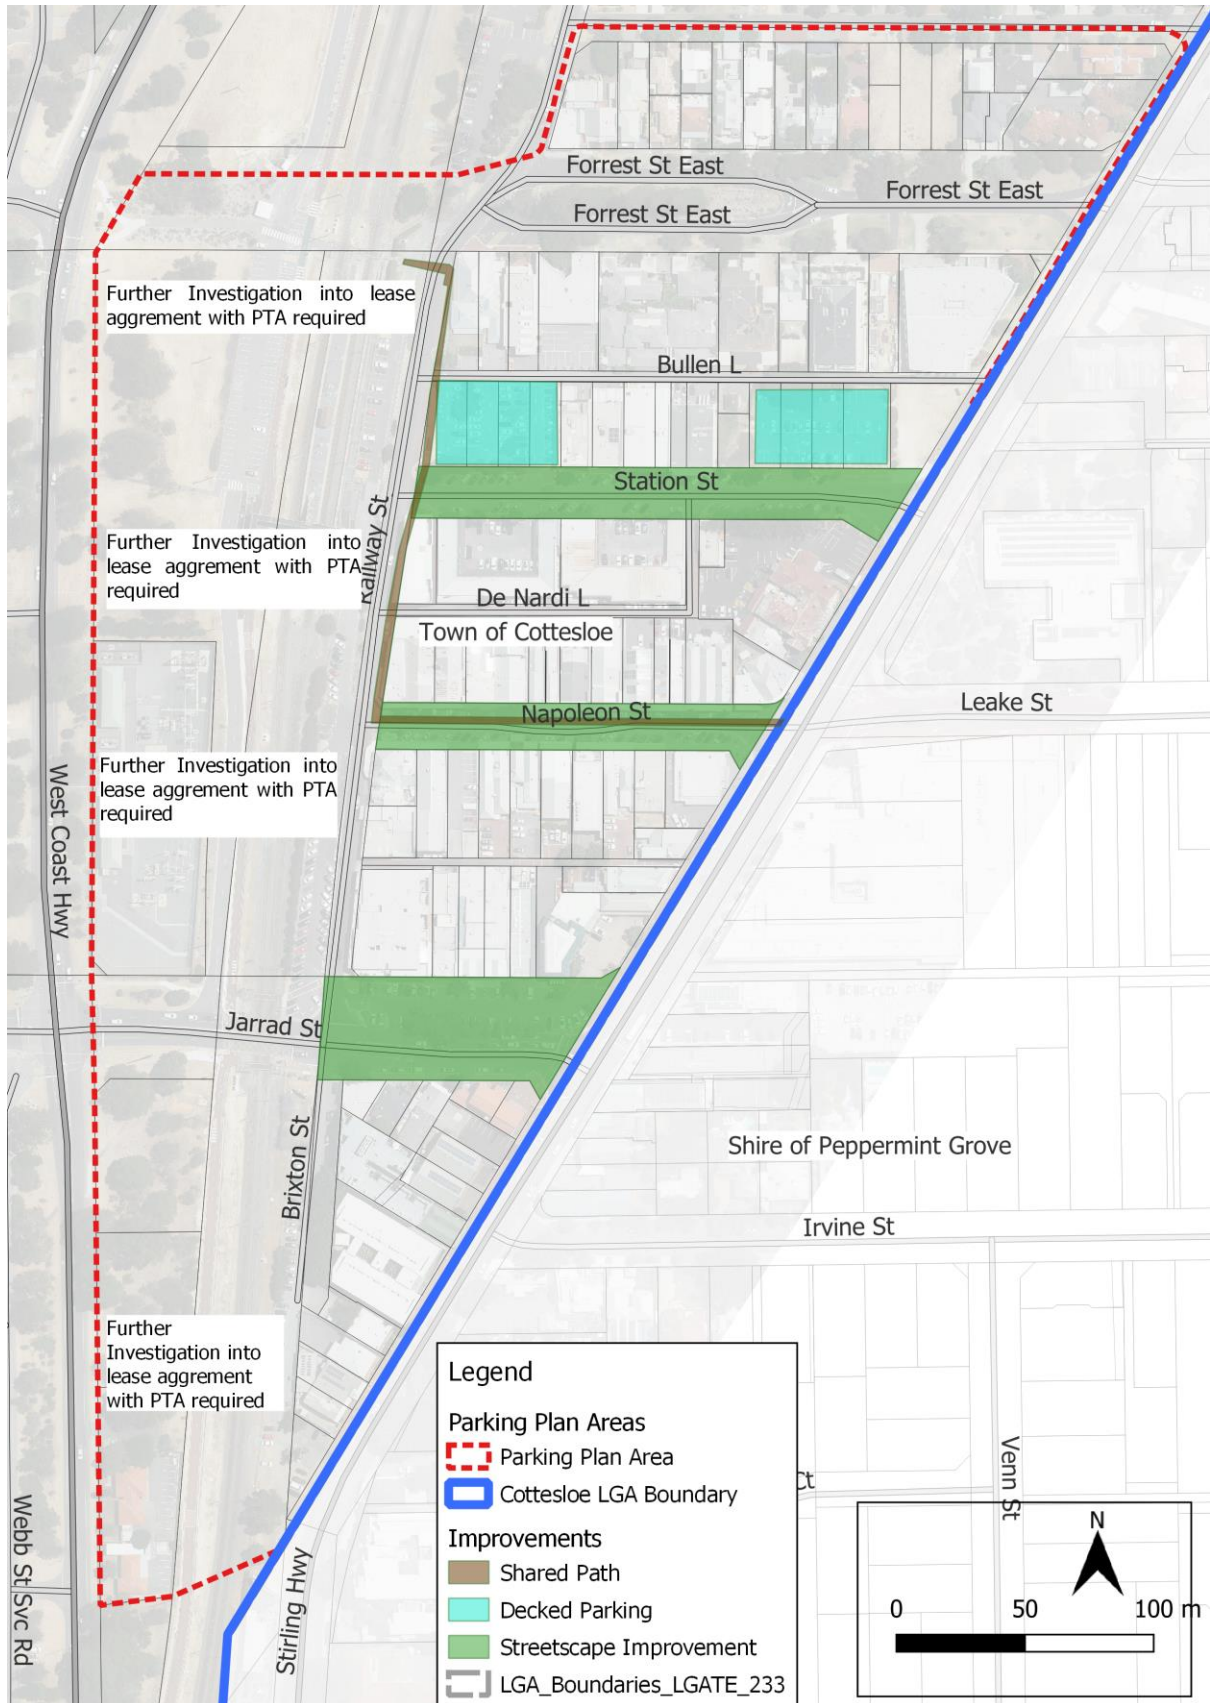 Forrest St East
Forrest St East
Forrest St East
Further Investigation into lease
aggrement with PTA required
Bullen L
Station St
Railway St
Further Investigation into
lease aggrement with PTA
required
De Nardi L
Town of Cottesloe
Napoleon St
Leake St
West Coast Hwy
Further Investigation into
lease aggrement with PTA
required
Jarrad St
Brixton St
Shire of Peppermint Grove
Irvine St
Further
Investigation into
lease aggrement
with PTA required
Webb St Svc Rd
Stirling Hwy
Ct
Venn St
Legend
Parking Plan Areas
Parking Plan Area
Cottesloe LGA Boundary
Improvements
Shared Path
Decked Parking
Streetscape Improvement
LGA_Boundaries_LGATE_233
N
0 50 100 m